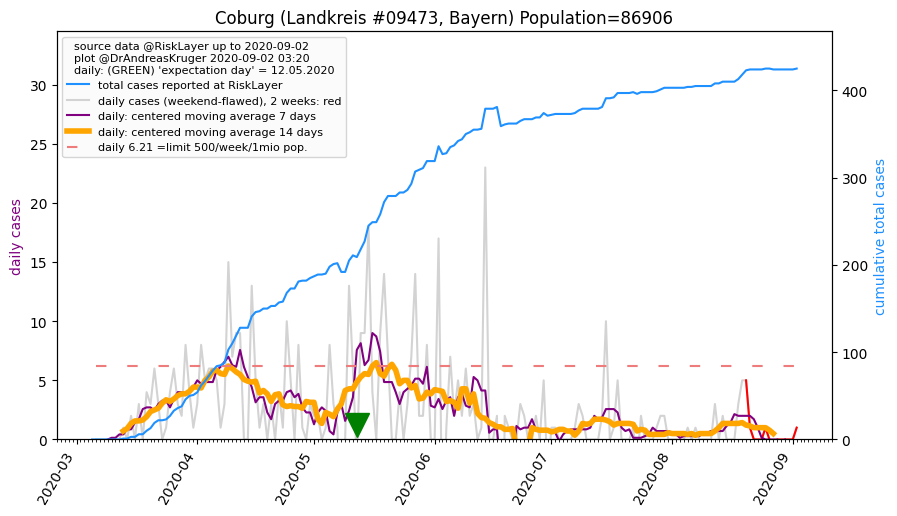 Coburg (Landkreis #09473, Bayern) Population=86906
source data @RiskLayer up to 2020-09-02
plot @DrAndreasKruger 2020-09-02 03:20
daily: (GREEN) 'expectation day' = 12.05.2020
total cases reported at RiskLayer
daily cases (weekend-flawed), 2 weeks: red
daily: centered moving average 7 days
daily: centered moving average 14 days
daily 6.21 =limit 500/week/1mio pop.
daily cases
30
25
20
15
10
5
0
cumulative total cases
400
300
200
100
0
2020-03
2020-04
2020-05
2020-06
2020-07
2020-08
2020-09